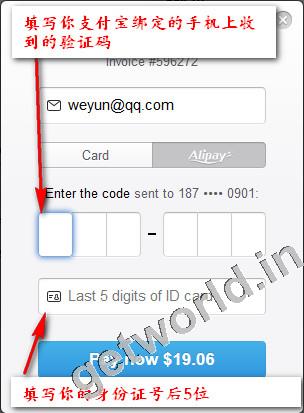 填写你支付宝绑定的手机上收
到的验证码
Invoice #596272
weyun@qq.com
Card
Alipay
Enter the code sent to 187 •••• 0901:
–
Last 5 digits of ID card
Pay now $19.06
getworld.in
填写你的身份证号后5位